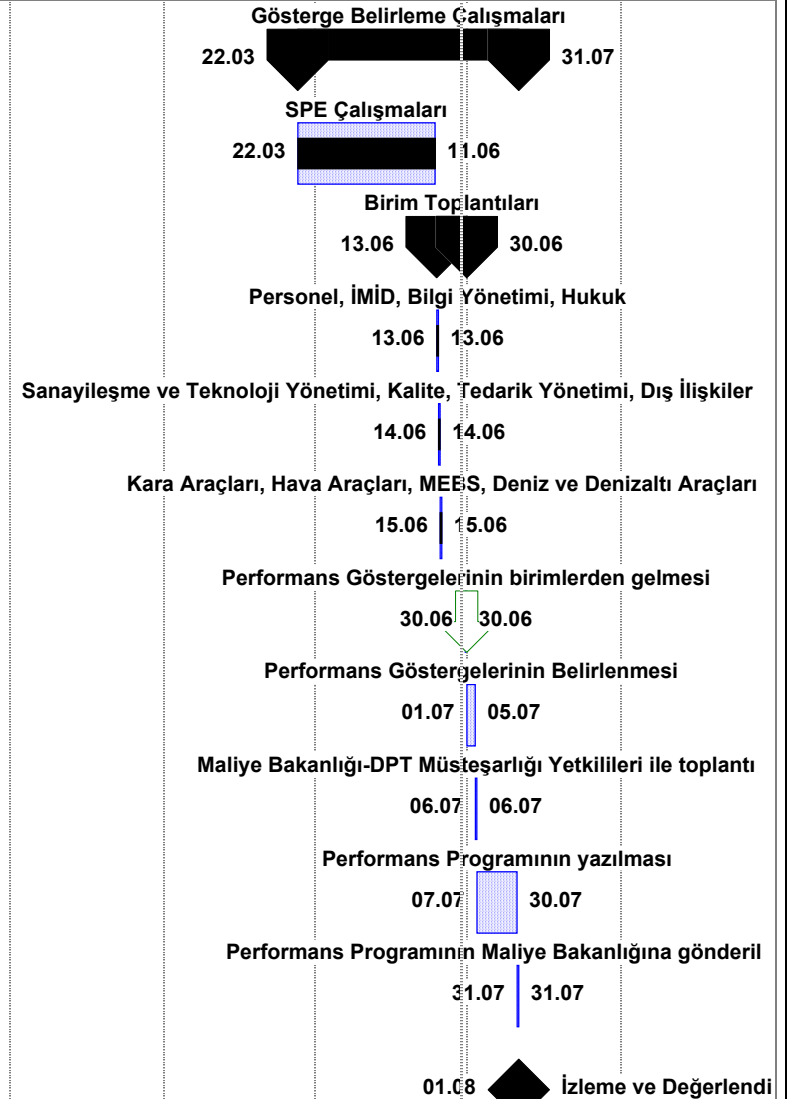 Gösterge Belirleme Çalışmaları
22.03 31.07
SPE Çalışmaları
22.03 11.06
Birim Toplantıları
13.06 30.06
Personel, İMİD, Bilgi Yönetimi, Hukuk
13.06 13.06
Sanayileşme ve Teknoloji Yönetimi, Kalite, Tedarik Yönetimi, Dış İlişkiler
14.06 14.06
Kara Araçları, Hava Araçları, MEBS, Deniz ve Denizaltı Araçları
15.06 15.06
Performans Göstergelerinin birimlerden gelmesi
30.06 30.06
Performans Göstergelerinin Belirlenmesi
01.07 05.07
Maliye Bakanlığı-DPT Müsteşarlığı Yetkilileri ile toplantı
06.07 06.07
Performans Programının yazılması
07.07 30.07
Performans Programının Maliye Bakanlığına gönderil
31.07 31.07
01.08 İzleme ve Değerlendi